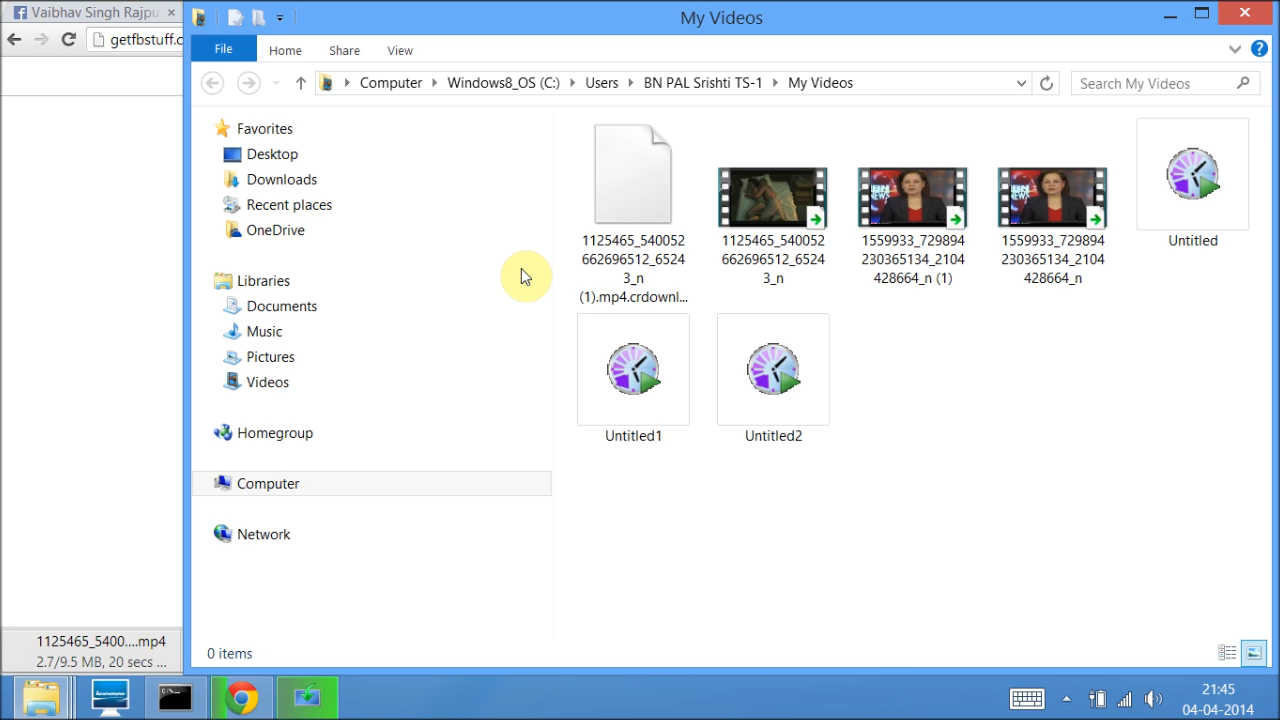 Vaibhav Singh Rajpu ×
My Videos
getfbstuff.c
File Home Share View
Computer Windows8_OS (C:) Users BN PAL Srishti TS-1 My Videos
Search My Videos
Favorites
Desktop
Downloads
Recent places
OneDrive
Libraries
Documents
Music
Pictures
Videos
Homegroup
Computer
Network
1125465_540052
662696512_6524
3_n
(1).mp4.crdownl...
1125465_540052
662696512_6524
3_n
1559933_729894
230365134_2104
428664_n (1)
1559933_729894
230365134_2104
428664_n
Untitled
Untitled1
Untitled2
0 items
1125465_5400....mp4
2.7/9.5 MB, 20 secs ...
lenovo
21:45
04-04-2014